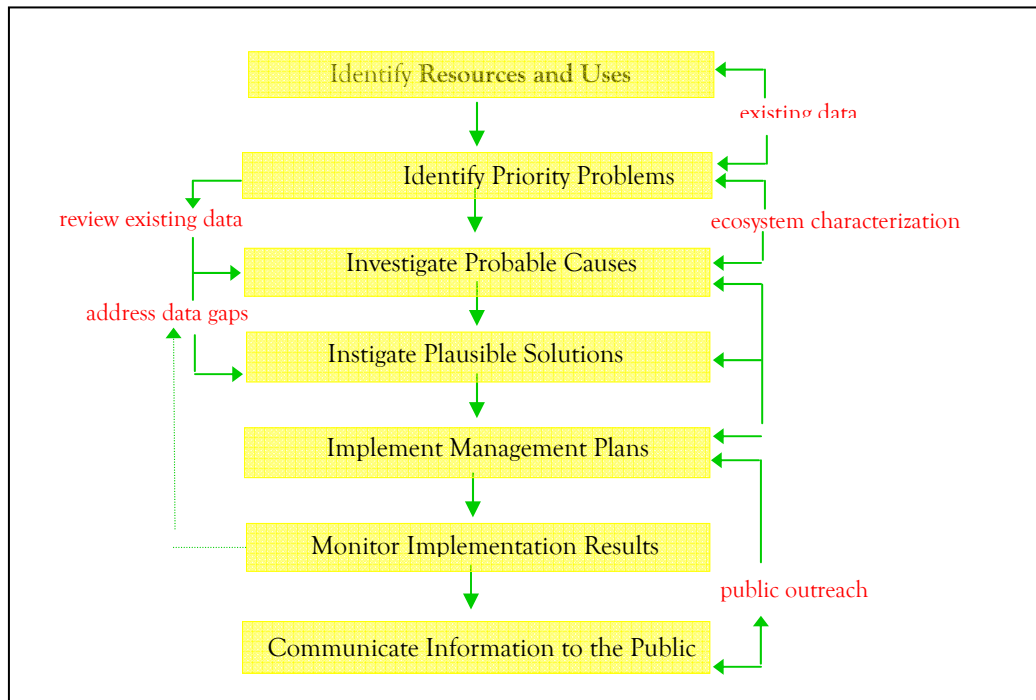 Identify Resources and Uses
existing data
Identify Priority Problems
review existing data
ecosystem characterization
Investigate Probable Causes
address data gaps
Instigate Plausible Solutions
Implement Management Plans
Monitor Implementation Results
public outreach
Communicate Information to the Public